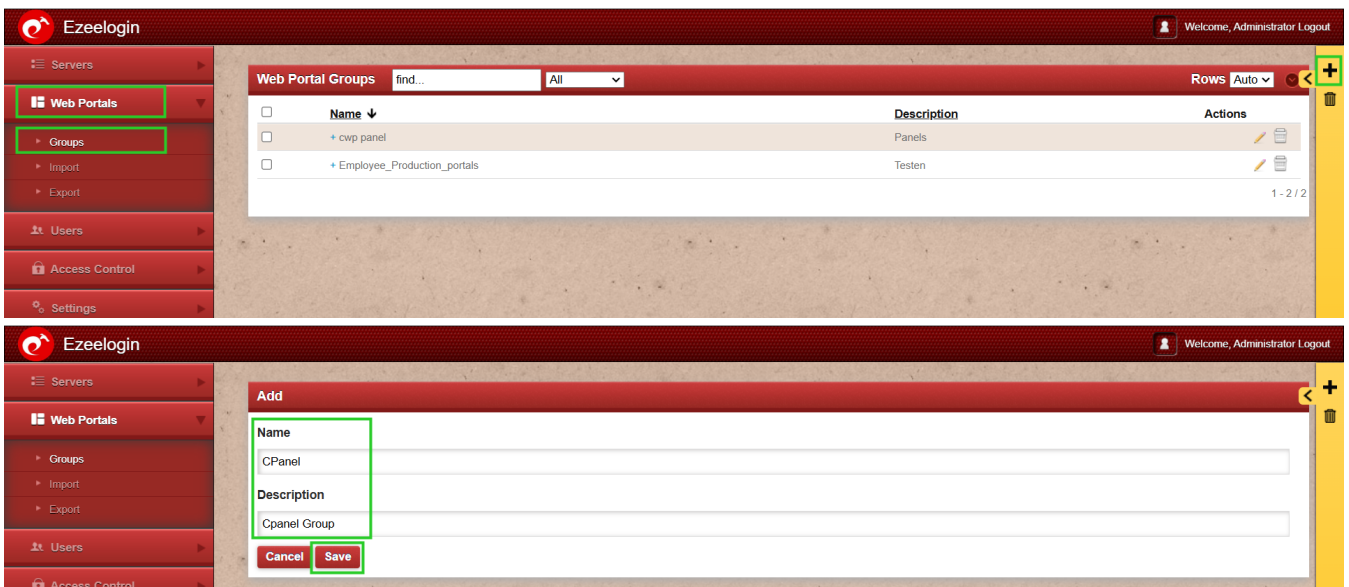 Ezeelogin
Welcome, Administrator Logout
Servers
Web Portals
Groups
Import
Export
Users
Access Control
Settings
Web Portal Groups find... All Rows Auto
Name Description Actions
+ cwp panel Panels
+ Employee_Production_portals Testen
1 - 2 / 2
Ezeelogin
Welcome, Administrator Logout
Servers
Web Portals
Groups
Import
Export
Users
Access Control
Add
Name
CPanel
Description
Cpanel Group
Cancel Save